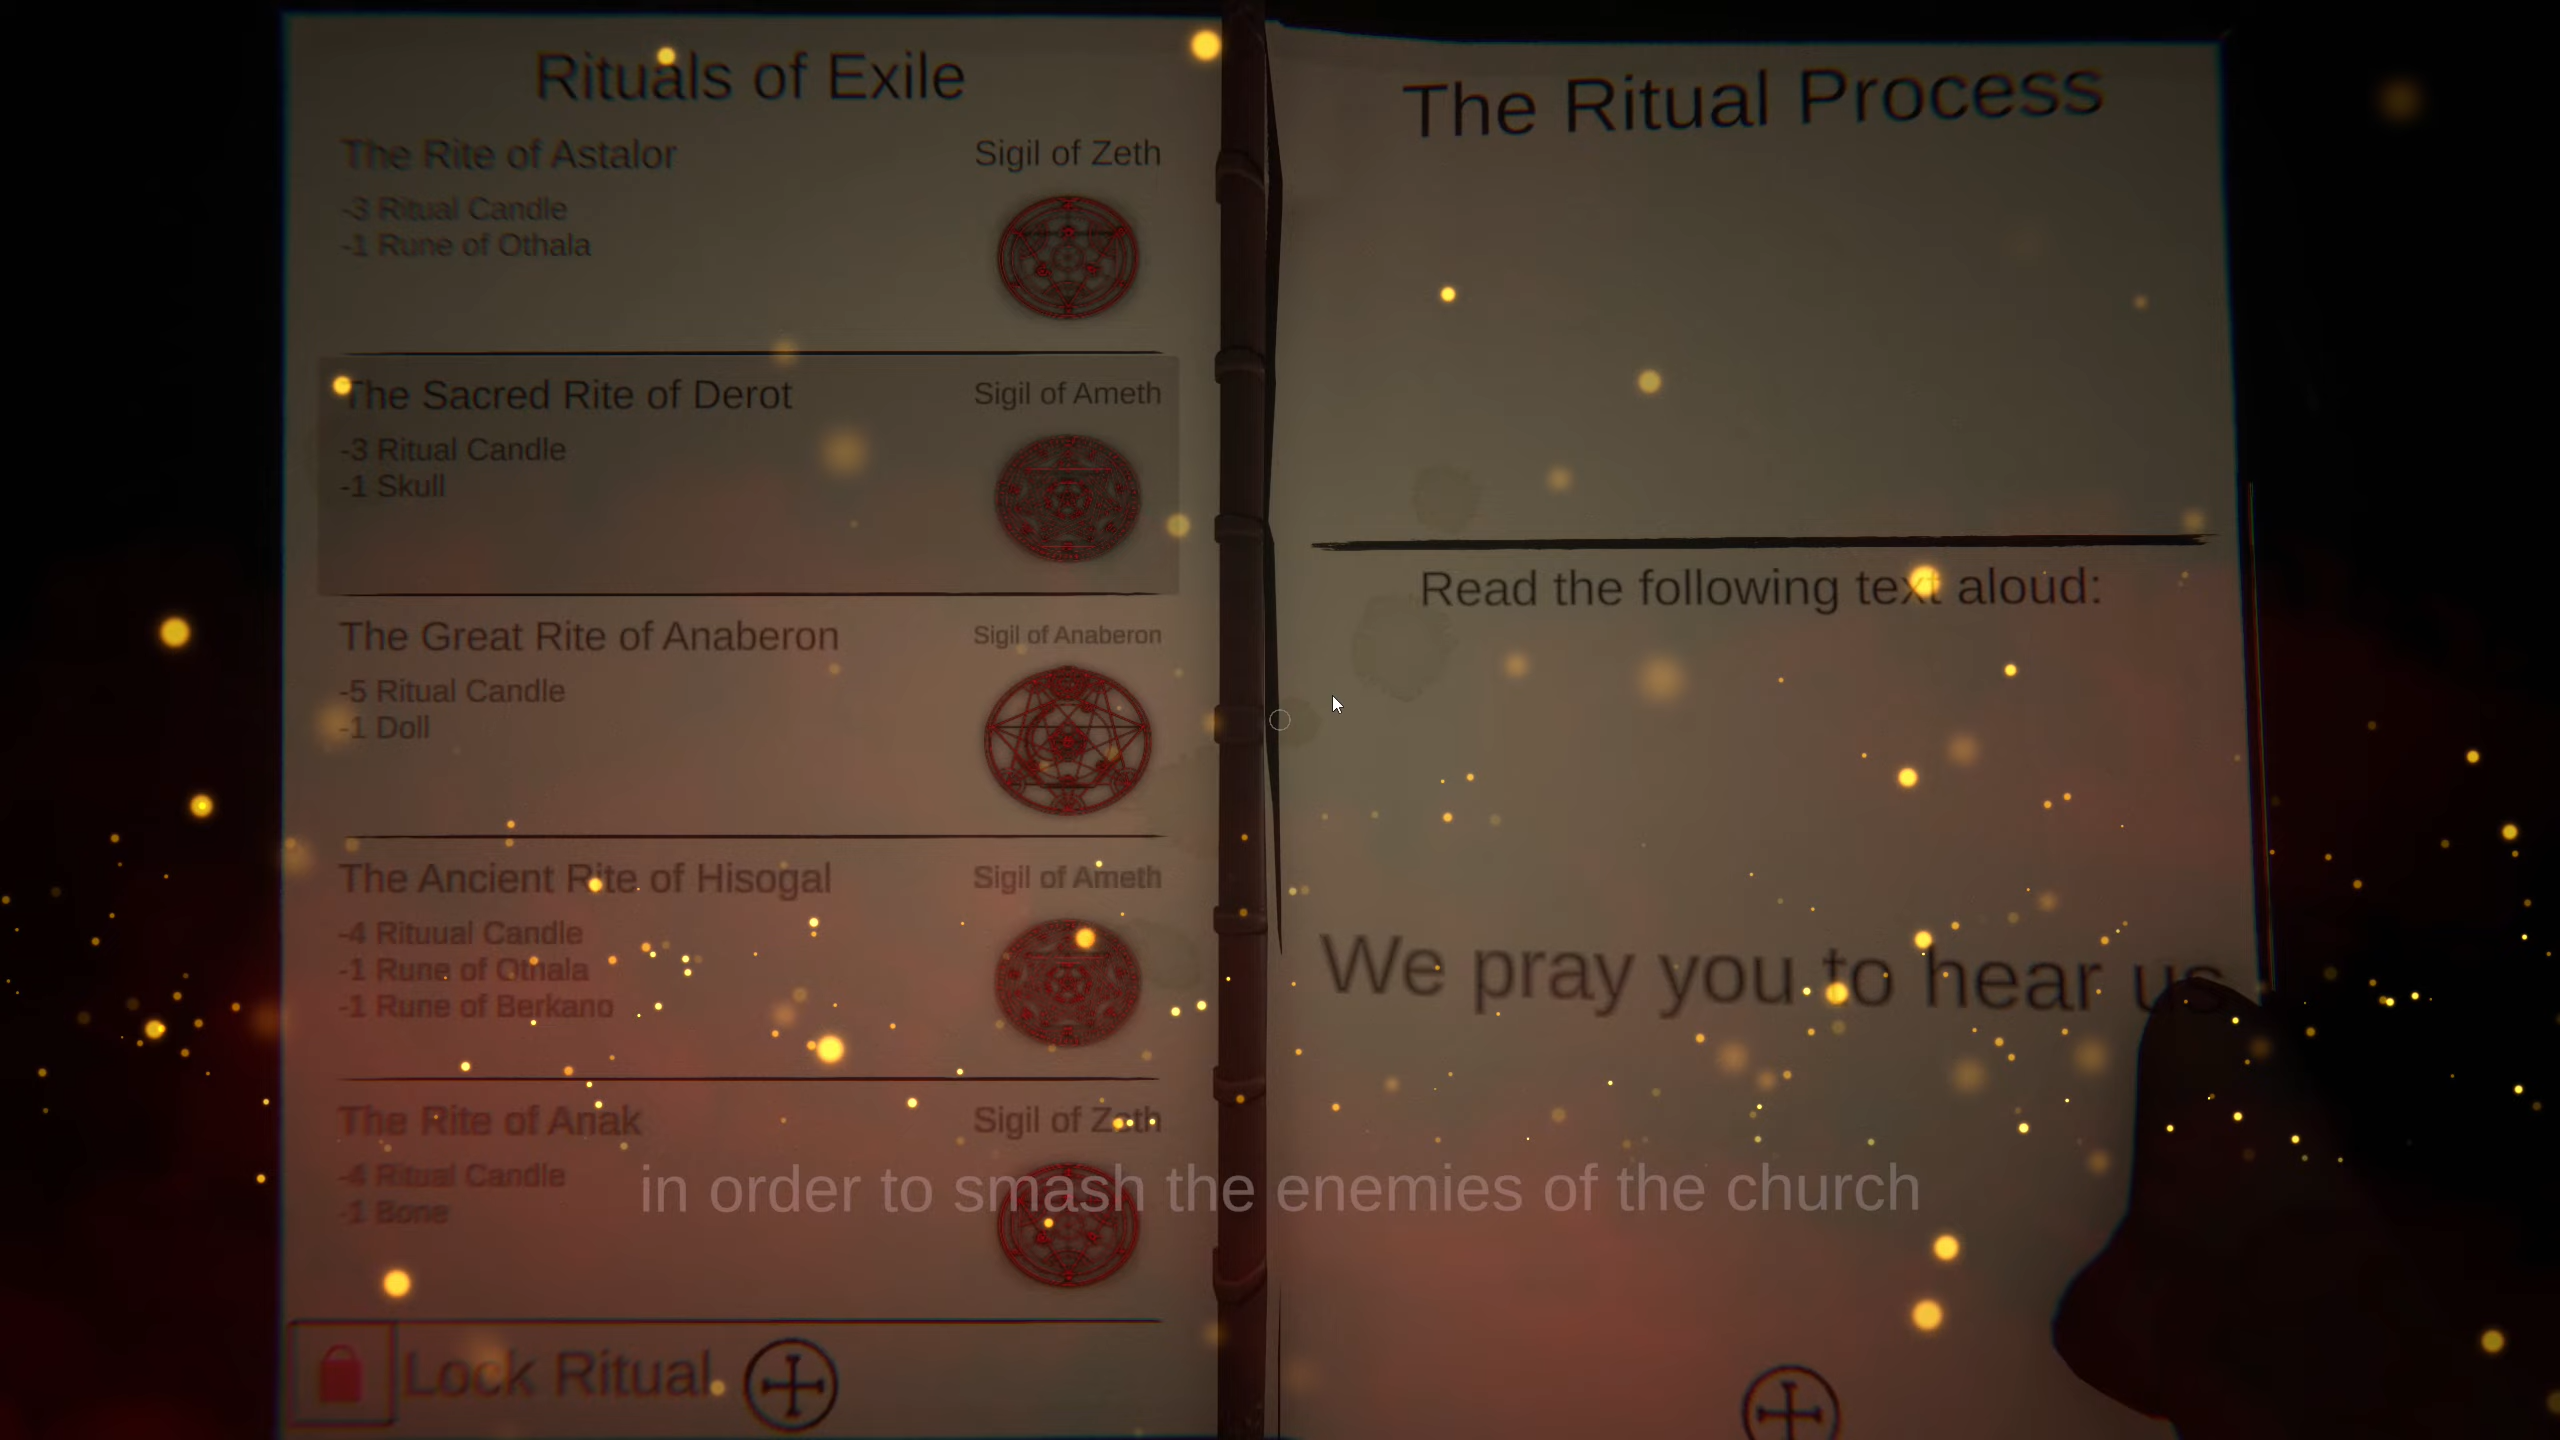 Rituals of Exile
The Rite of Astalor
Sigil of Zeth
-3 Ritual Candle
-1 Rune of Othala
The Sacred Rite of Derot
Sigil of Ameth
-3 Ritual Candle
-1 Skull
The Great Rite of Anaberon
Sigil of Anaberon
-5 Ritual Candle
-1 Doll
The Ancient Rite of Hisogal
Sigil of Ameth
-4 Rituual Candle
-1 Rune of Othala
-1 Rune of Berkano
The Rite of Anak
Sigil of Zeth
-4 Ritual Candle
-1 Bone
Lock Ritual
The Ritual Process
Read the following text aloud:
We pray you to hear us
in order to smash the enemies of the church